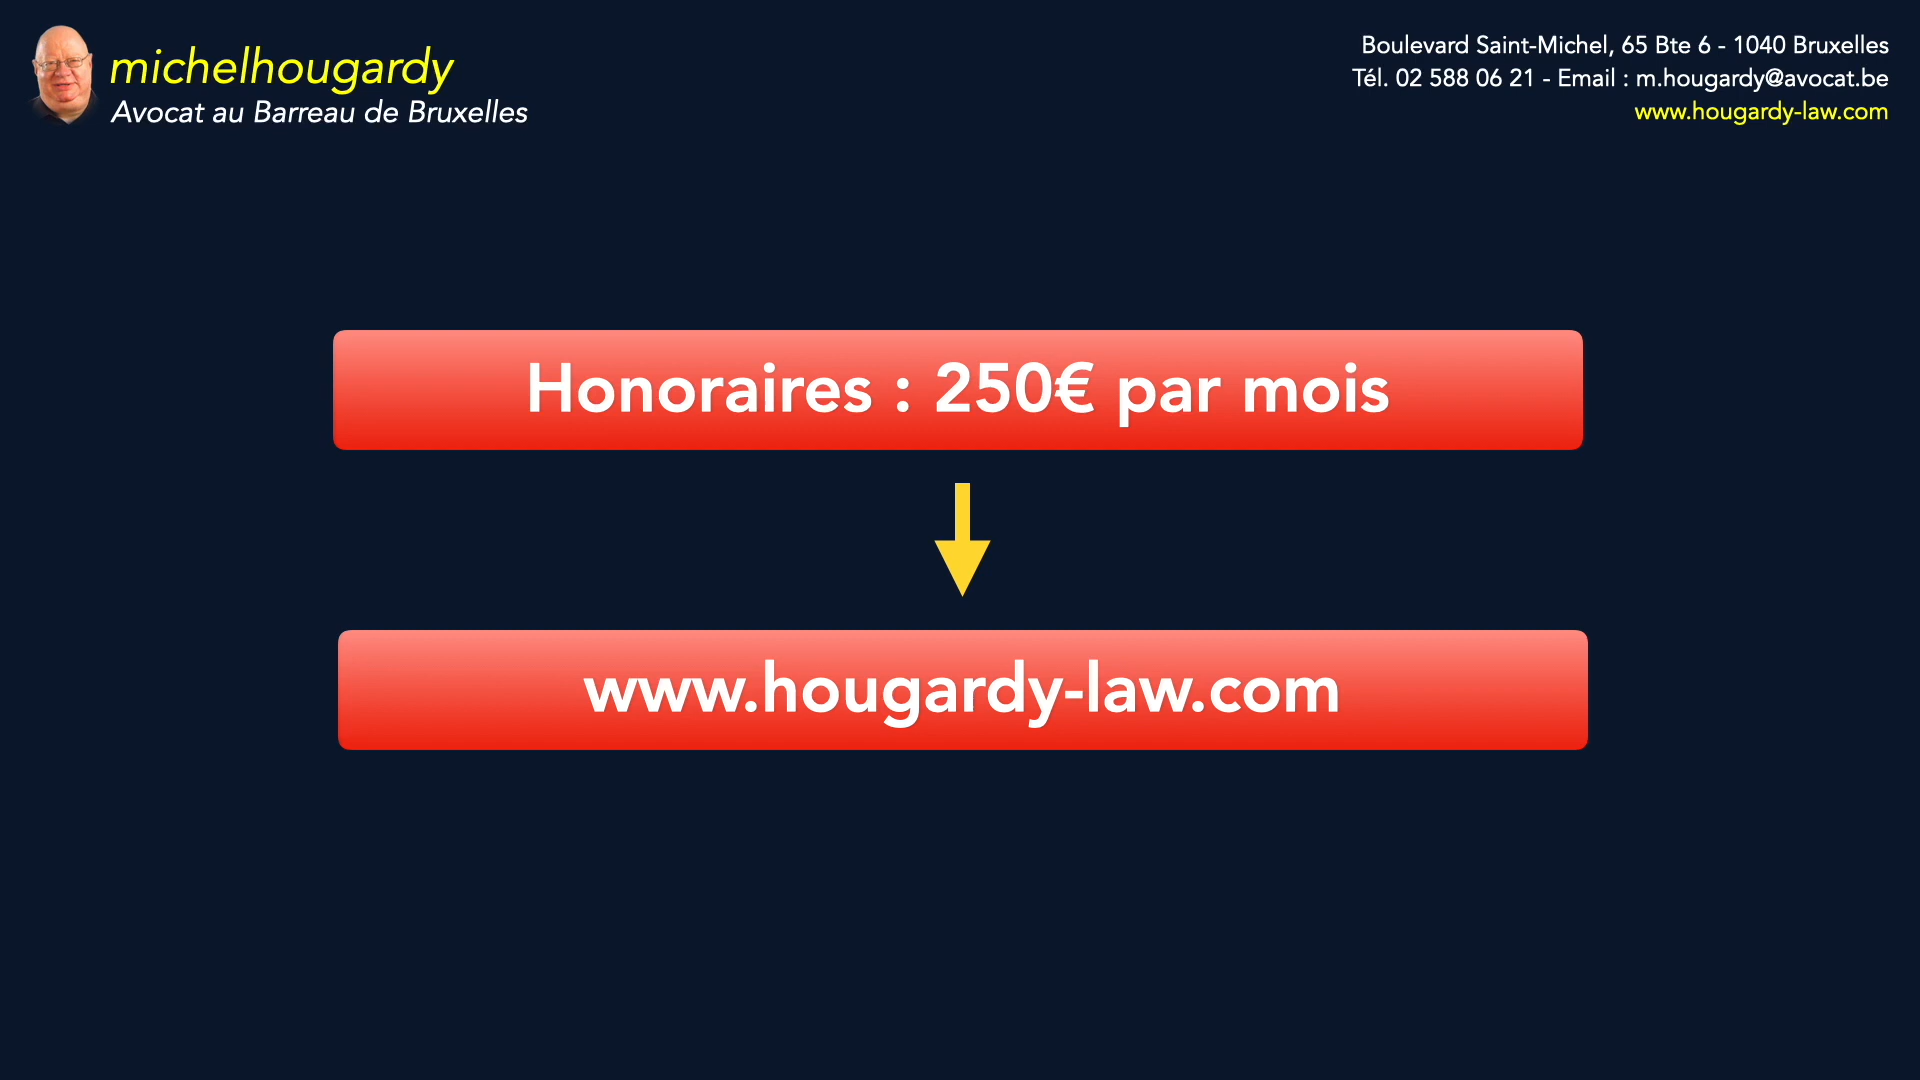 michelhougardy
Avocat au Barreau de Bruxelles
Boulevard Saint-Michel, 65 Bte 6 - 1040 Bruxelles
Tél. 02 588 06 21 - Email : m.hougardy@avocat.be
www.hougardy-law.com
Honoraires : 250€ par mois
www.hougardy-law.com